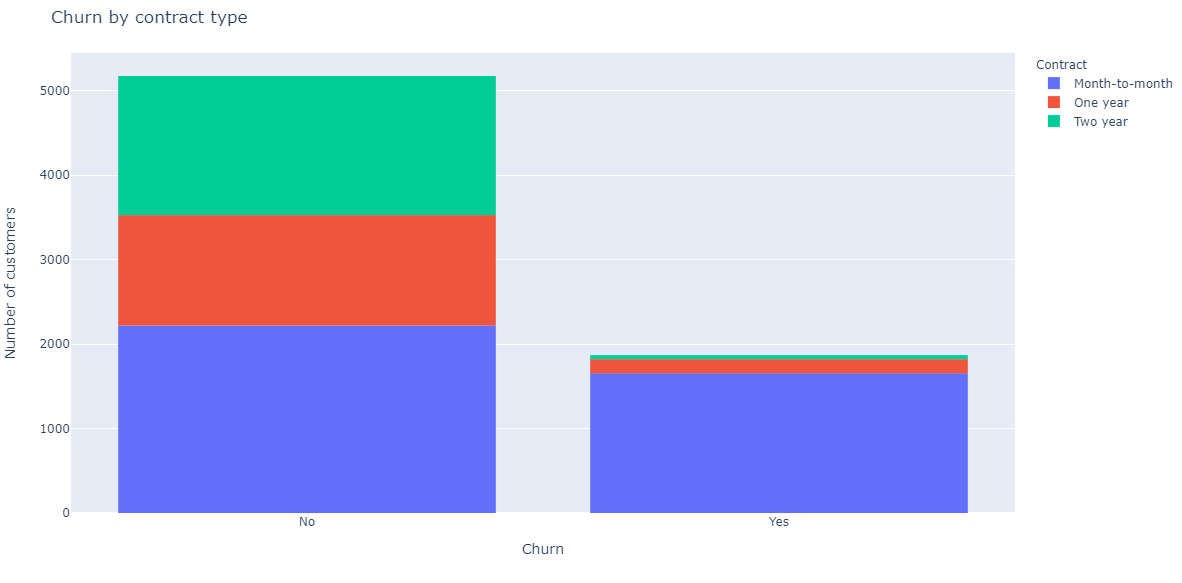 Churn by contract type
Contract
Month-to-month
One year
Two year
Number of customers
5000
4000
3000
2000
1000
0
No
Yes
Churn